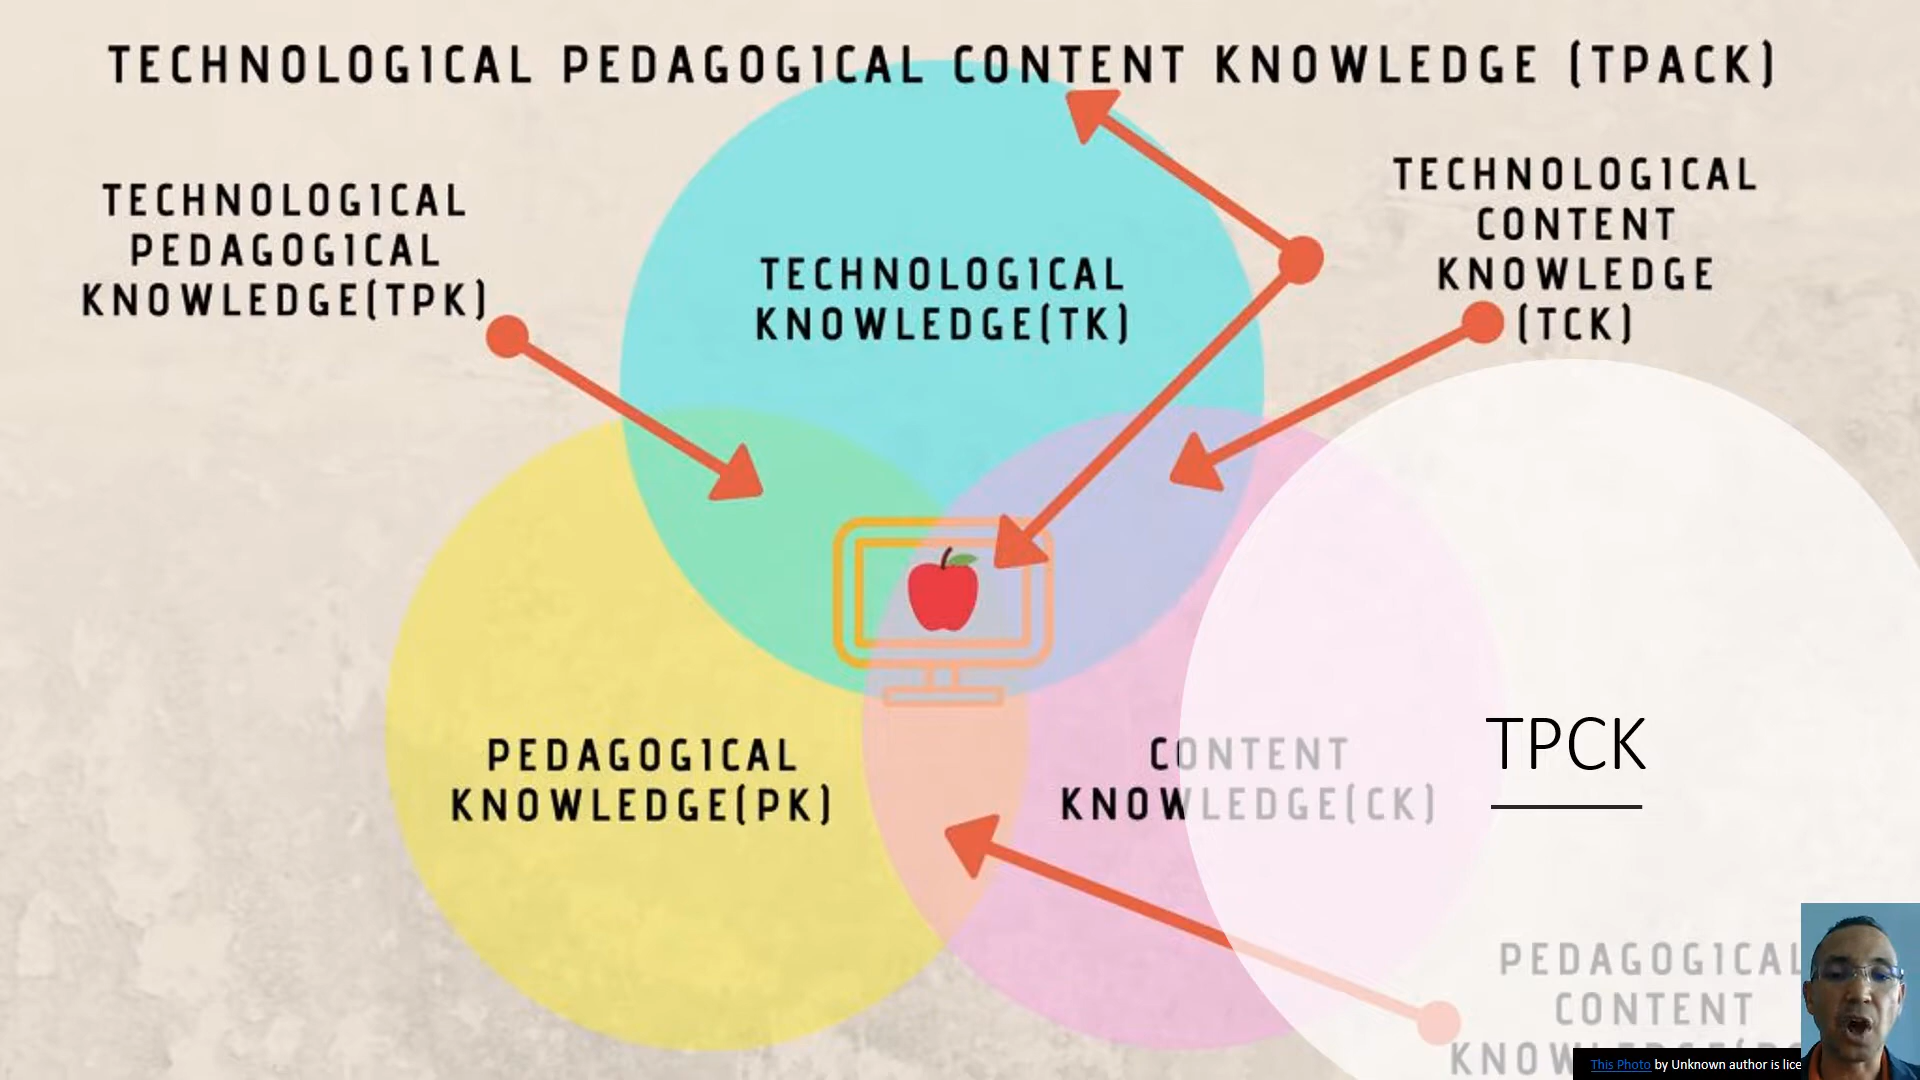 TECHNOLOGICAL PEDAGOGICAL CONTENT KNOWLEDGE (TPACK)
TECHNOLOGICAL
PEDAGOGICAL
KNOWLEDGE(TPK)
TECHNOLOGICAL
KNOWLEDGE(TK)
TECHNOLOGICAL
CONTENT
KNOWLEDGE
(TCK)
PEDAGOGICAL
KNOWLEDGE(PK)
CONTENT
KNOWLEDGE(CK)
TPCK
PEDAGOGICAL
CONTENT
This Photo by Unknown author is lice